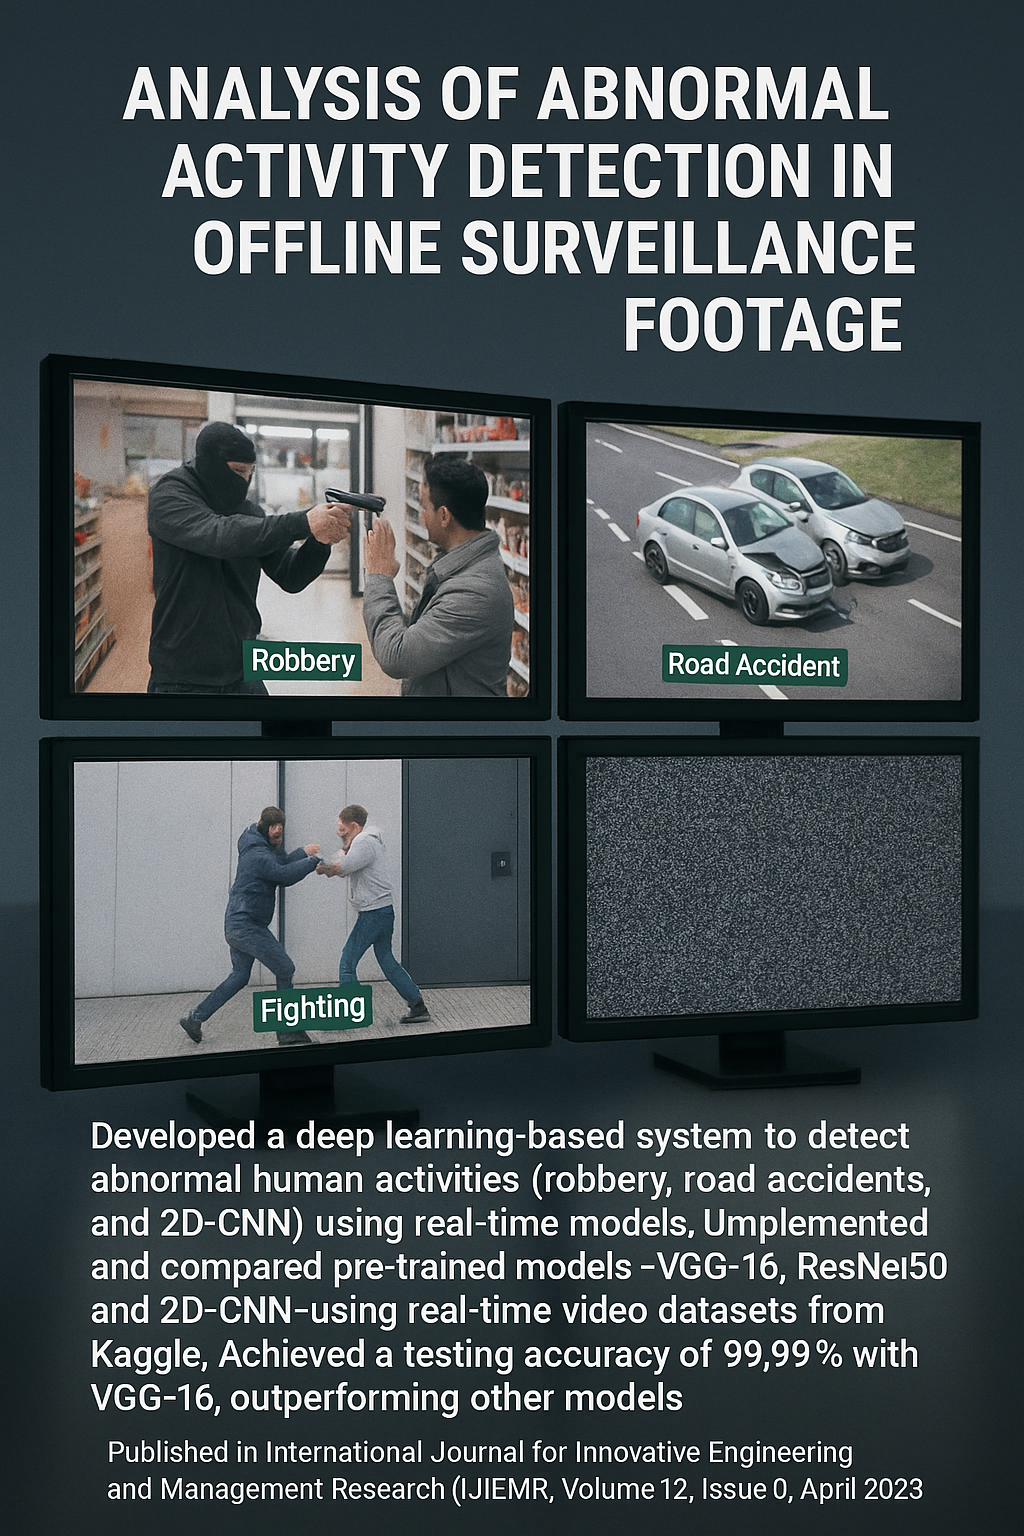 ANALYSIS OF ABNORMAL
ACTIVITY DETECTION IN
OFFLINE SURVEILLANCE
FOOTAGE
Robbery
Road Accident
Fighting
Developed a deep learning-based system to detect
abnormal human activities (robbery, road accidents,
and 2D-CNN) using real-time models, Umplemented
and compared pre-trained models -VGG-16, ResNeı50
and 2D-CNN-using real-time video datasets from
Kaggle, Achieved a testing accuracy of 99,99 % with
VGG-16, outperforming other models
Published in International Journal for Innovative Engineering
and Management Research (IJIEMR, Volume 12, Issue 0, April 2023